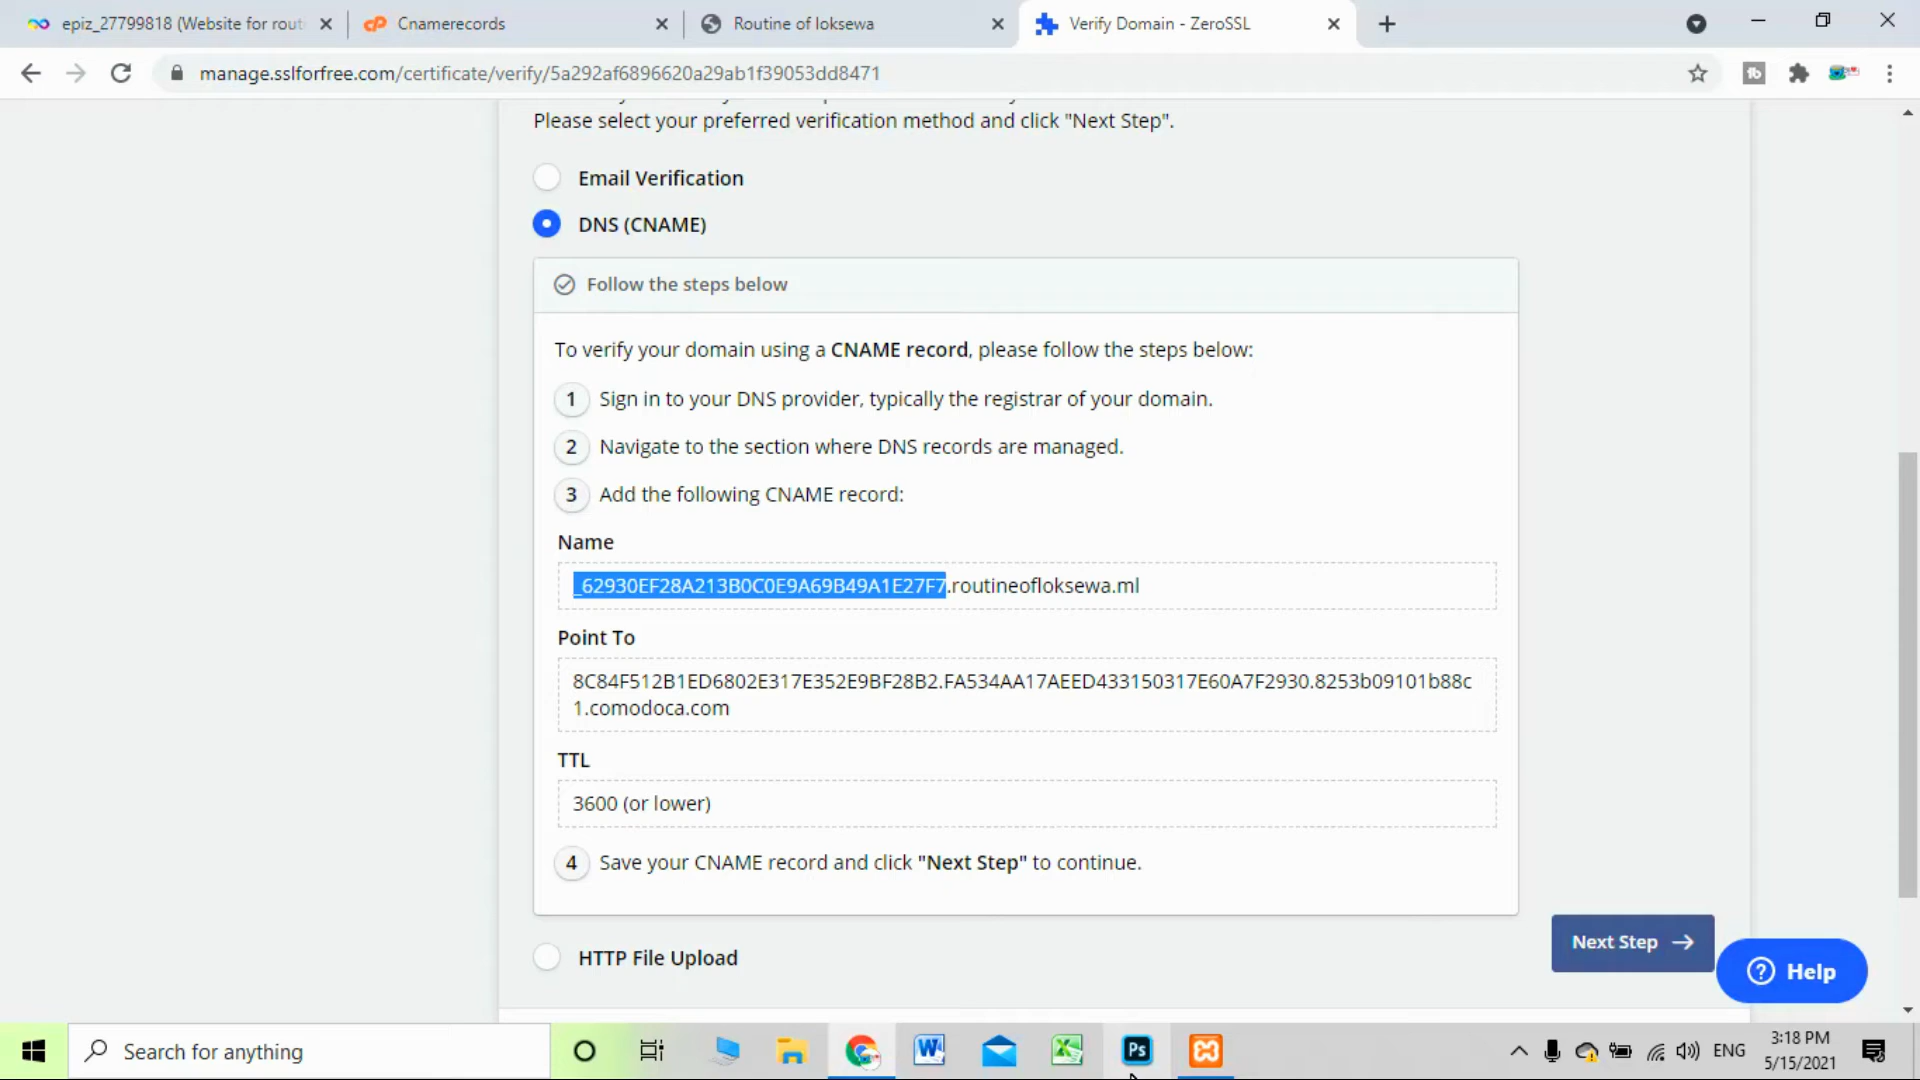 epiz_27799818 (Website for rout
Cnamerecords
Routine of loksewa
Verify Domain - ZeroSSL
manage.sslforfree.com/certificate/verify/5a292af6896620a29ab1f39053dd8471
Please select your preferred verification method and click "Next Step".
Email Verification
DNS (CNAME)
Follow the steps below
To verify your domain using a CNAME record, please follow the steps below:
1 Sign in to your DNS provider, typically the registrar of your domain.
2 Navigate to the section where DNS records are managed.
3 Add the following CNAME record:
Name
_62930EF28A213B0C0E9A69B49A1E27F7.routineofloksewa.ml
Point To
8C84F512B1ED6802E317E352E9BF28B2.FA534AA17AEED433150317E60A7F2930.8253b09101b88c
1.comodoca.com
TTL
3600 (or lower)
4 Save your CNAME record and click "Next Step" to continue.
Next Step
Help
HTTP File Upload
Search for anything
Ps
ENG
3:18 PM
5/15/2021